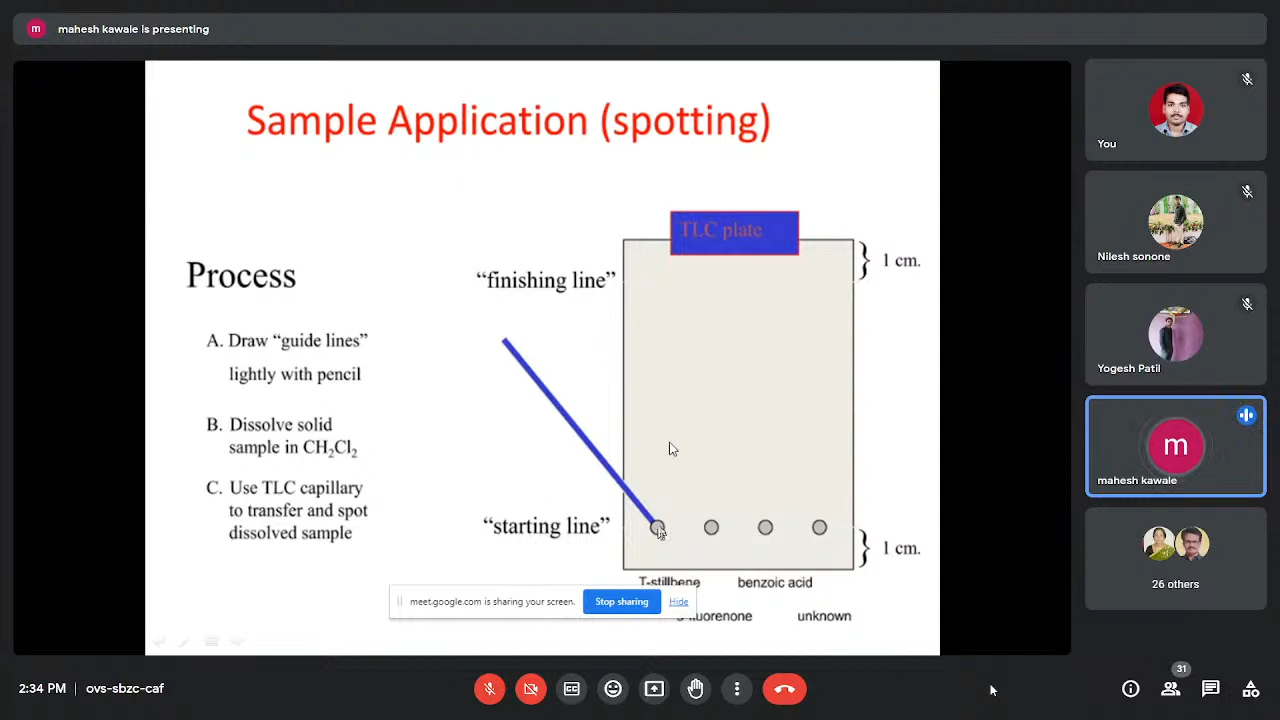 m mahesh kawale is presenting
Sample Application (spotting)
TLC plate
1 cm.
Process
“finishing line”
A. Draw “guide lines”
lightly with pencil
B. Dissolve solid
sample in CH₂Cl₂
C. Use TLC capillary
to transfer and spot
dissolved sample
“starting line”
1 cm.
T-stillbene
benzoic acid
fluorenone
unknown
meet.google.com is sharing your screen.
Stop sharing
Hide
You
Nilesh sonone
Yogesh Patil
m
mahesh kawale
26 others
2:34 PM | ovs-sbzc-caf
CC
31